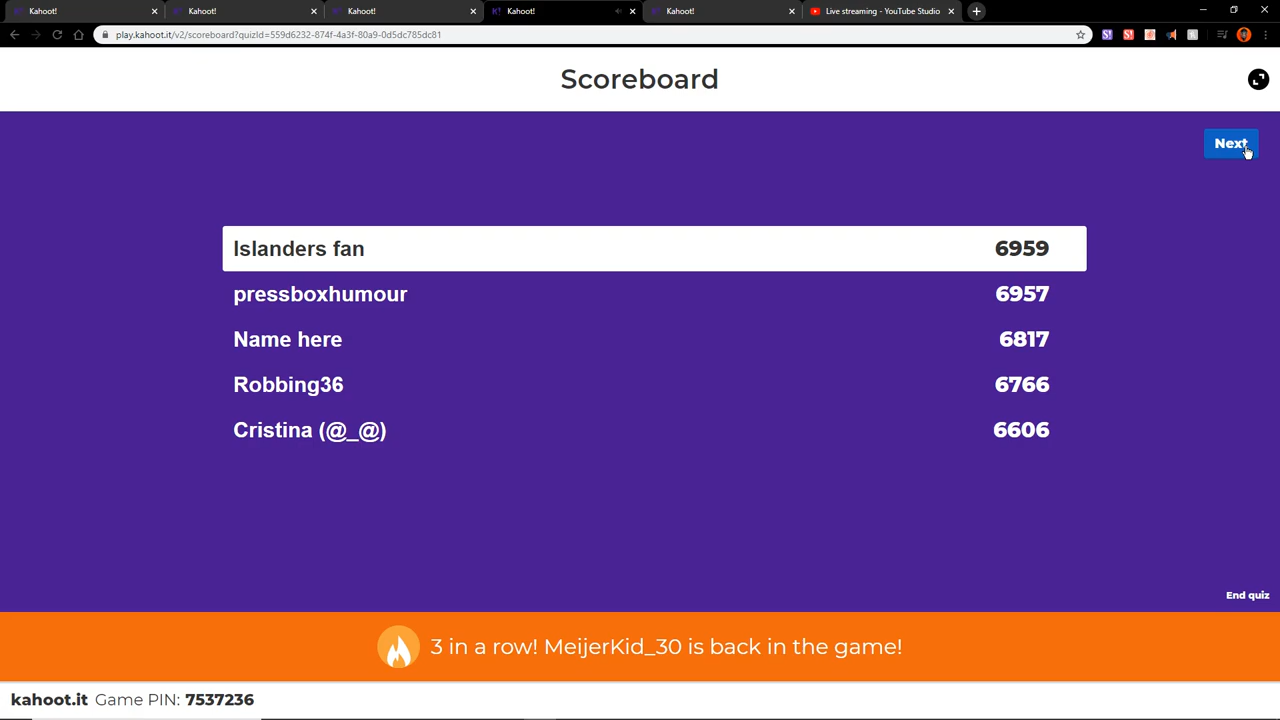 Kahoot!
Kahoot!
Kahoot!
Kahoot!
Kahoot!
Live streaming - YouTube Studio
play.kahoot.it/v2/scoreboard?quizId=559d6232-874f-4a3f-80a9-0d5dc785dc81
Scoreboard
Next
Islanders fan 6959
pressboxhumour 6957
Name here 6817
Robbing36 6766
Cristina (@_@) 6606
End quiz
3 in a row! MeijerKid_30 is back in the game!
kahoot.it Game PIN: 7537236